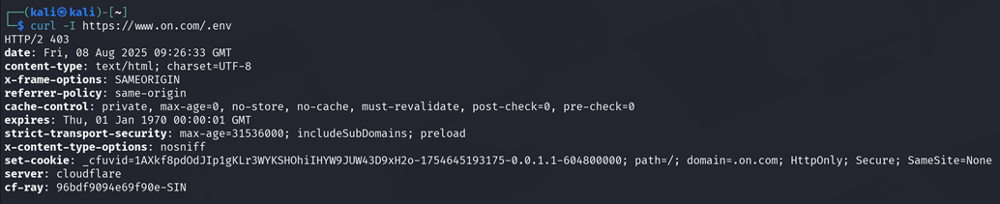 ┌──(kali㉿kali)-[~]
└─$ curl -I https://www.on.com/.env
HTTP/2 403
date: Fri, 08 Aug 2025 09:26:33 GMT
content-type: text/html; charset=UTF-8
x-frame-options: SAMEORIGIN
referrer-policy: same-origin
cache-control: private, max-age=0, no-store, no-cache, must-revalidate, post-check=0, pre-check=0
expires: Thu, 01 Jan 1970 00:00:01 GMT
strict-transport-security: max-age=31536000; includeSubDomains; preload
x-content-type-options: nosniff
set-cookie: _cfuvid=1AXkf8pdOdJIp1gKLr3WYKSHOhiIHYW9JUW43D9xH2o-1754645193175-0.0.1.1-604800000; path=/; domain=.on.com; HttpOnly; Secure; SameSite=None
server: cloudflare
cf-ray: 96bdf9094e69f90e-SIN